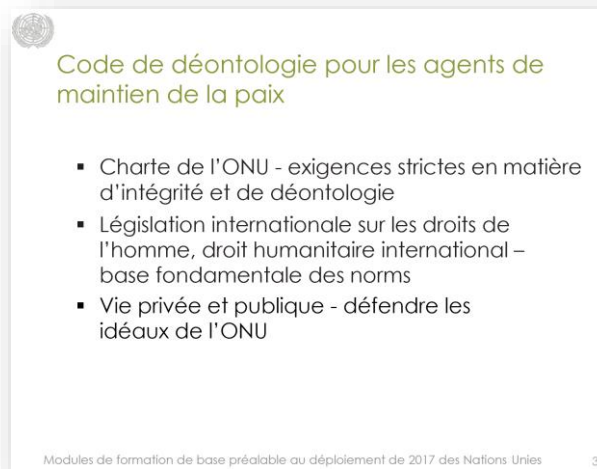 Code de déontologie pour les agents de
maintien de la paix
▪ Charte de l'ONU - exigences strictes en matière
d'intégrité et de déontologie
▪ Législation internationale sur les droits de
l'homme, droit humanitaire international –
base fondamentale des norms
▪ Vie privée et publique - défendre les
idéaux de l'ONU
Modules de formation de base préalable au déploiement de 2017 des Nations Unies 3